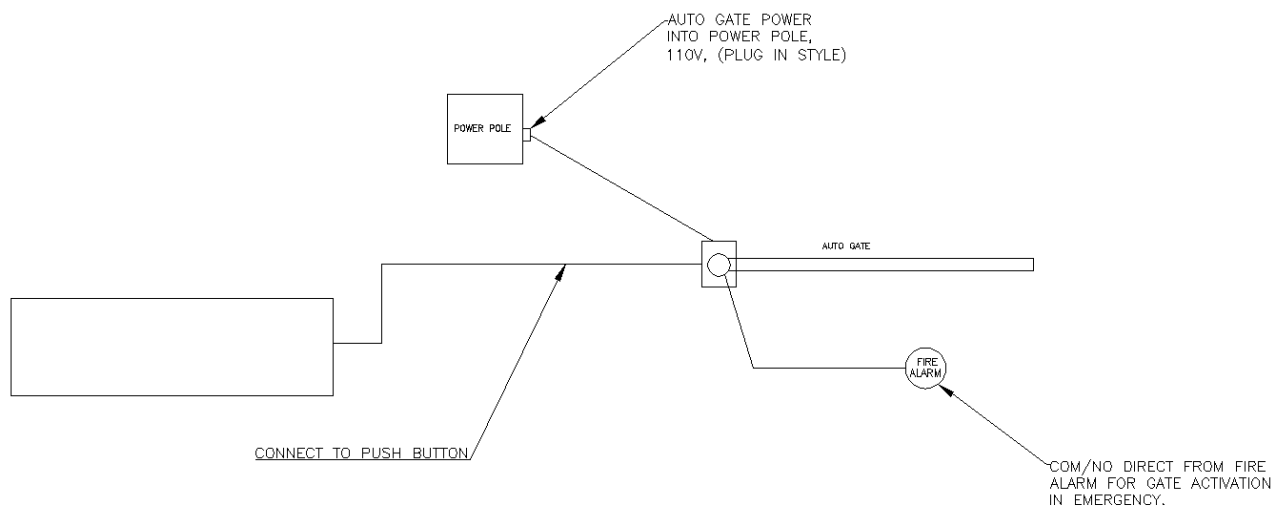 AUTO GATE POWER
INTO POWER POLE,
110V, (PLUG IN STYLE)
POWER POLE
AUTO GATE
FIRE
ALARM
CONNECT TO PUSH BUTTON
COM/NO DIRECT FROM FIRE
ALARM FOR GATE ACTIVATION
IN EMERGENCY.